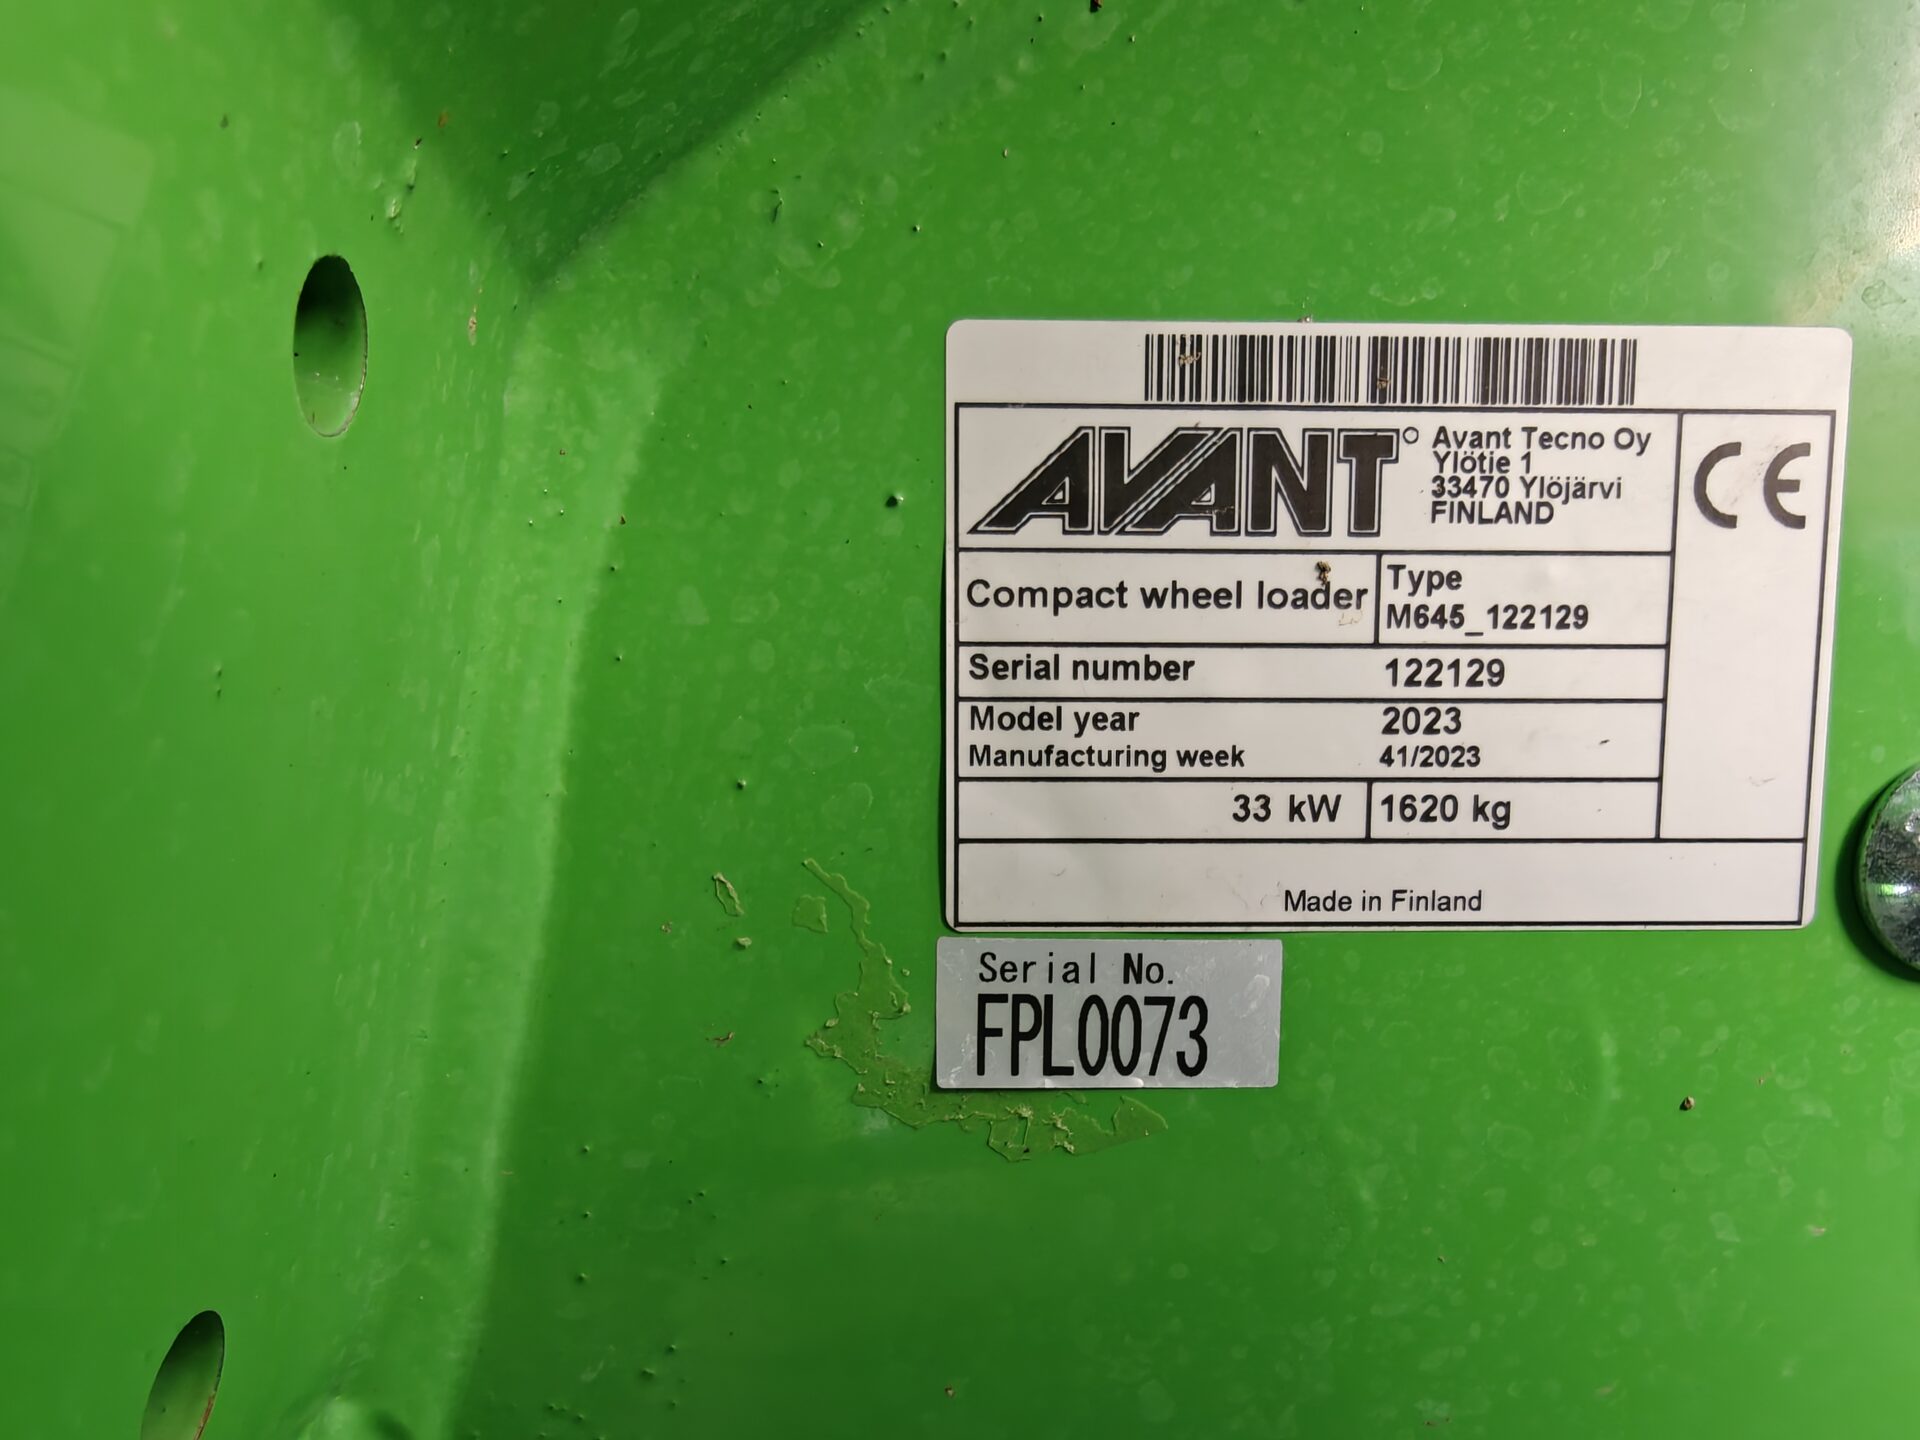 AVANT
Avant Tecno Oy
Ylötie 1
33470 Ylöjärvi
FINLAND
CE
Compact wheel loader
Type
M645_122129
Serial number 122129
Model year 2023
Manufacturing week 41/2023
33 kW 1620 kg
Made in Finland
Serial No.
FPL0073